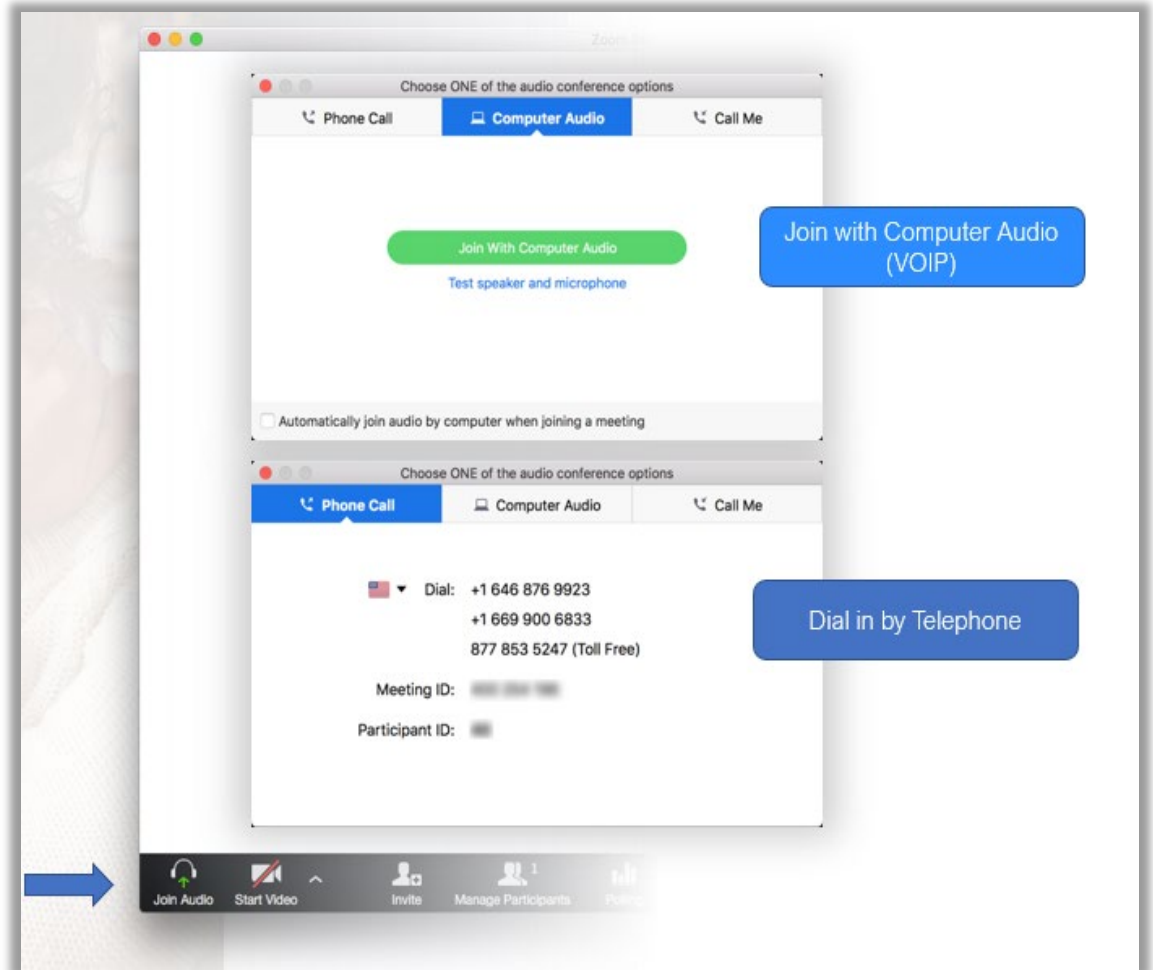 Zoom
Choose ONE of the audio conference options
Phone Call
Computer Audio
Call Me
Join With Computer Audio
Test speaker and microphone
Automatically join audio by computer when joining a meeting
Join with Computer Audio
(VOIP)
Choose ONE of the audio conference options
Phone Call
Computer Audio
Call Me
Dial: +1 646 876 9923
+1 669 900 6833
877 853 5247 (Toll Free)
Meeting ID:
Participant ID:
Dial in by Telephone
Join Audio
Start Video
Invite
1
Manage Participants
Polling